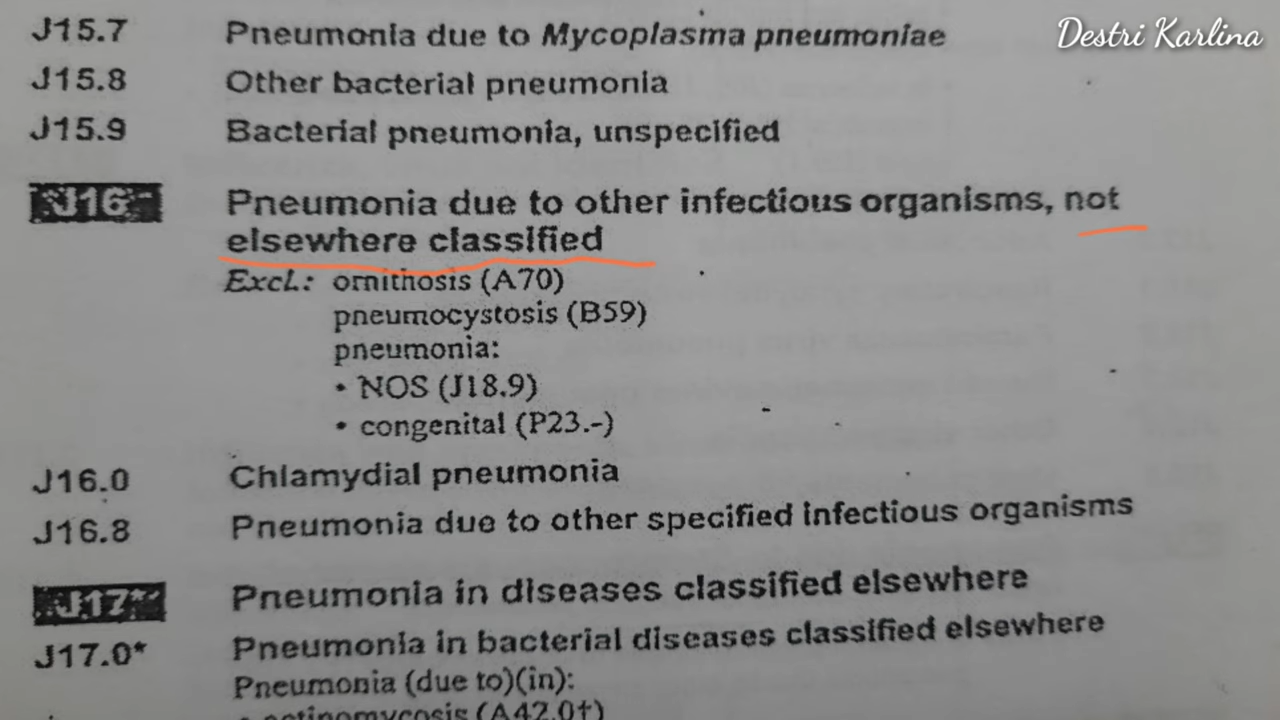 Destri Karlina
J15.7 Pneumonia due to Mycoplasma pneumoniae
J15.8 Other bacterial pneumonia
J15.9 Bacterial pneumonia, unspecified
J16 Pneumonia due to other infectious organisms, not
elsewhere classified
Excl.: ornithosis (A70)
pneumocystosis (B59)
pneumonia:
• NOS (J18.9)
• congenital (P23.-)
J16.0 Chlamydial pneumonia
J16.8 Pneumonia due to other specified infectious organisms
J17* Pneumonia in diseases classified elsewhere
J17.0* Pneumonia in bacterial diseases classified elsewhere
Pneumonia (due to)(in):
• actinomycosis (A42.0†)